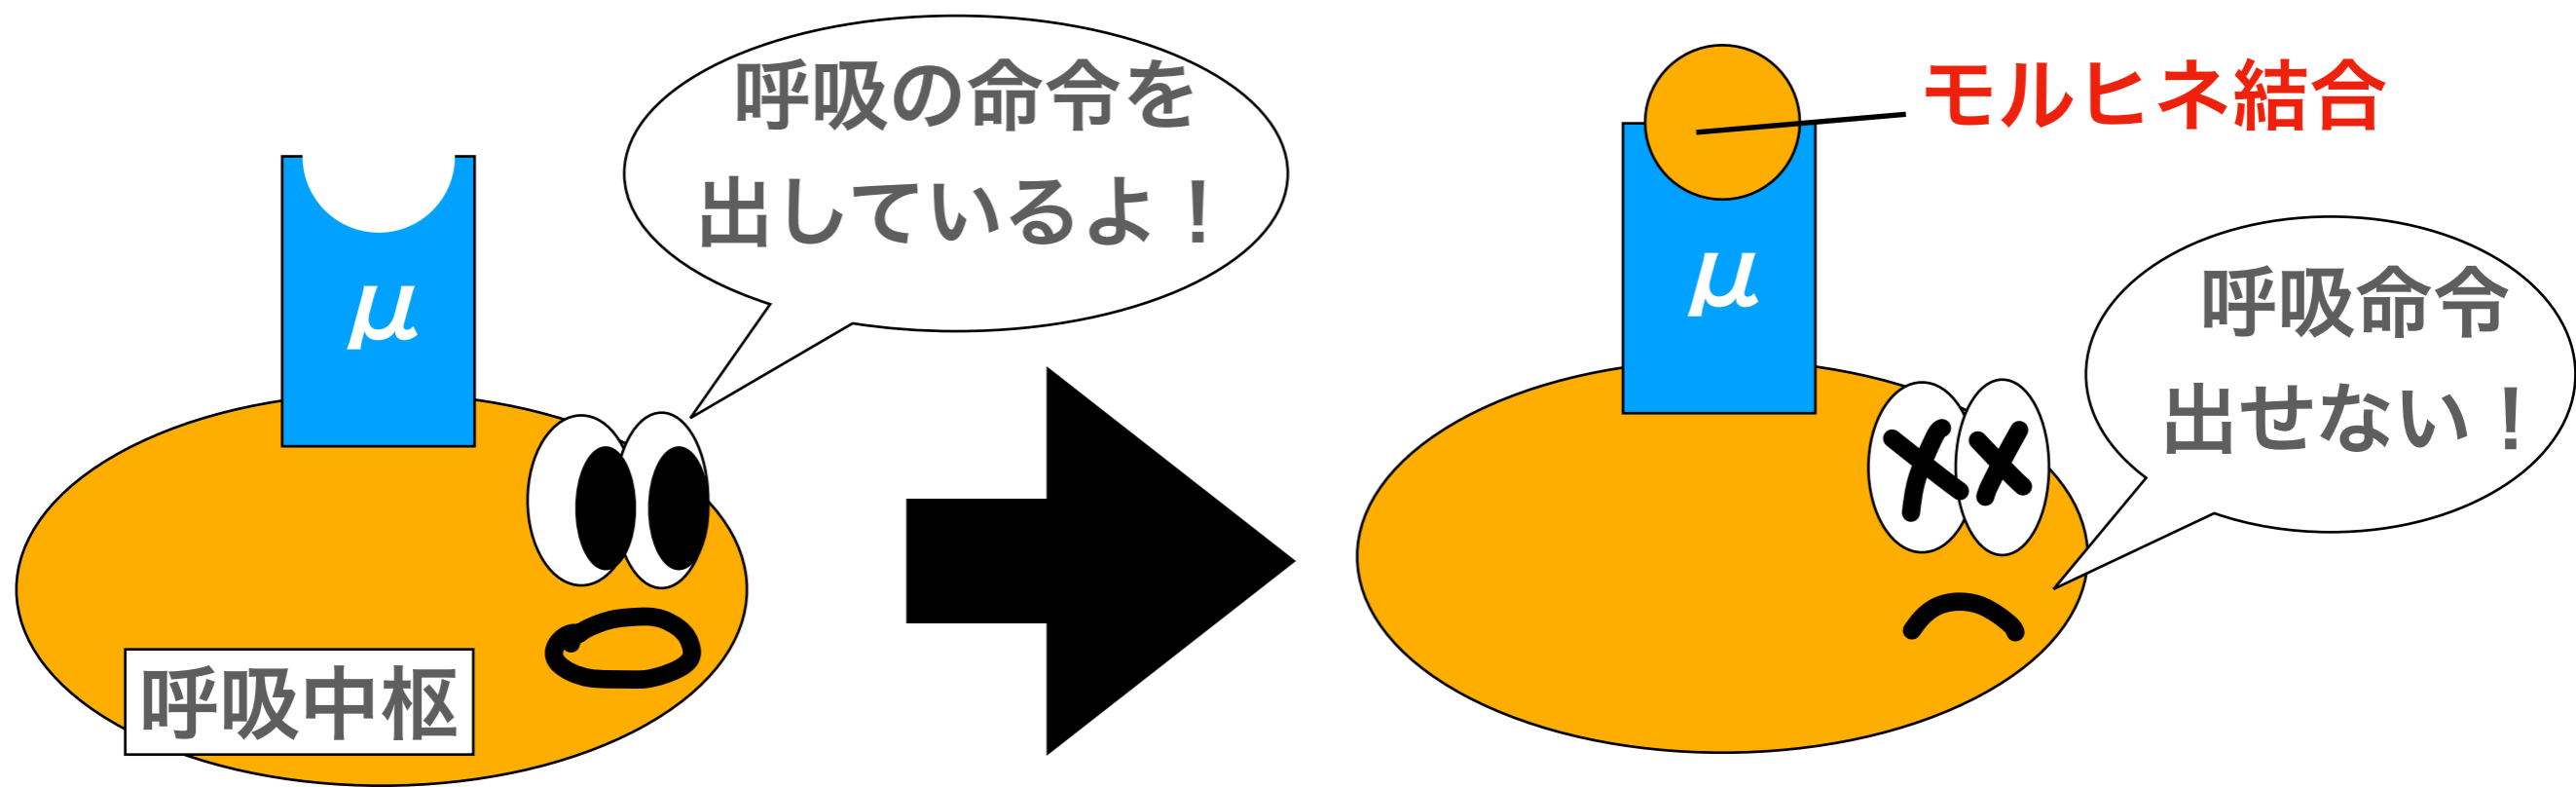 呼吸の命令を
出しているよ！
μ
呼吸中枢
モルヒネ結合
μ
呼吸命令
出せない！